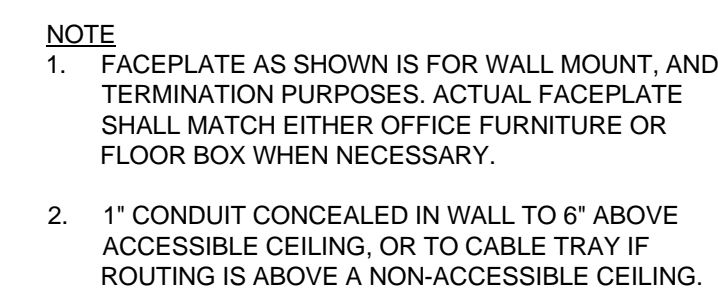 NOTE
1. FACEPLATE AS SHOWN IS FOR WALL MOUNT, AND
TERMINATION PURPOSES. ACTUAL FACEPLATE
SHALL MATCH EITHER OFFICE FURNITURE OR
FLOOR BOX WHEN NECESSARY.
2. 1" CONDUIT CONCEALED IN WALL TO 6" ABOVE
ACCESSIBLE CEILING, OR TO CABLE TRAY IF
ROUTING IS ABOVE A NON-ACCESSIBLE CEILING.